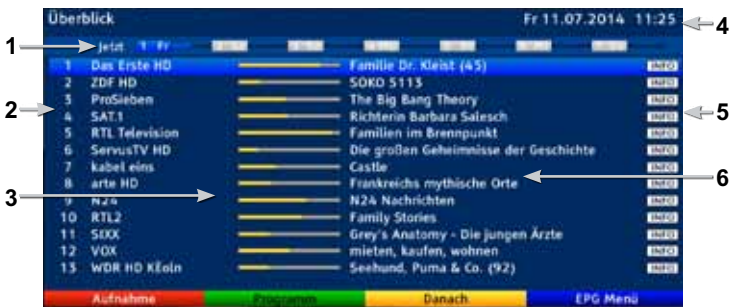 Überblick Fr 11.07.2014 11:25 4
1 Jetzt 1 Fr
1 Das Erste HD Familie Dr. Kleist (45) INFO
2 ZDF HD SOKO 5113 INFO
2 3 ProSieben The Big Bang Theory INFO
4 SAT.1 Richterin Barbara Salesch INFO 5
5 RTL Television Familien im Brennpunkt INFO
6 ServusTV HD Die großen Geheimnisse der Geschichte INFO
7 kabel eins Castle INFO
8 arte HD Frankreichs mythische Orte INFO 6
3 9 N24 N24 Nachrichten INFO
10 RTL2 Family Stories INFO
11 SIXX Grey's Anatomy - Die jungen Ärzte INFO
12 VOX mieten, kaufen, wohnen INFO
13 WDR HD KEoln Seehund, Puma & Co. (92) INFO
Aufnahme Programm Danach EPG Menü